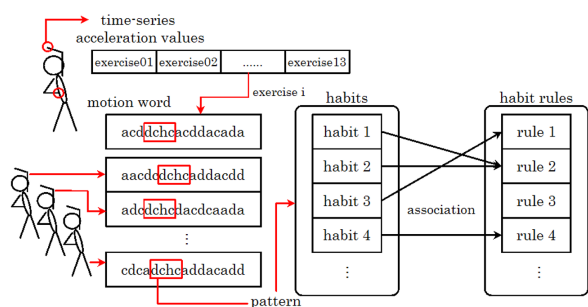 time-series
acceleration values
exercise01 exercise02 ...... exercise13
exercise i
motion word
acddchcacddacada
aacdcdchcaddacdd
adcdchcdacdcaada
⋮
cdcadchcaddacadd
pattern
habits
habit 1
habit 2
habit 3
habit 4
⋮
association
habit rules
rule 1
rule 2
rule 3
rule 4
⋮